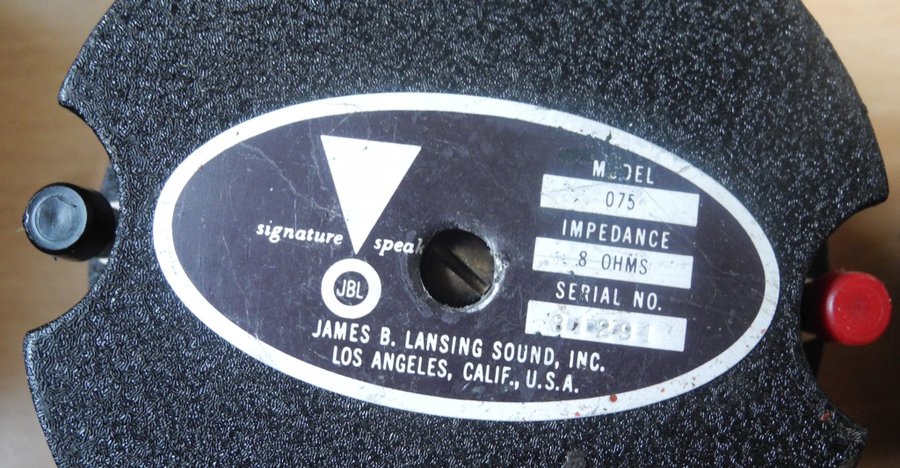 signature speak
JBL
JAMES B. LANSING SOUND, INC.
LOS ANGELES, CALIF., U.S.A.
MODEL
075
IMPEDANCE
8 OHMS
SERIAL NO.